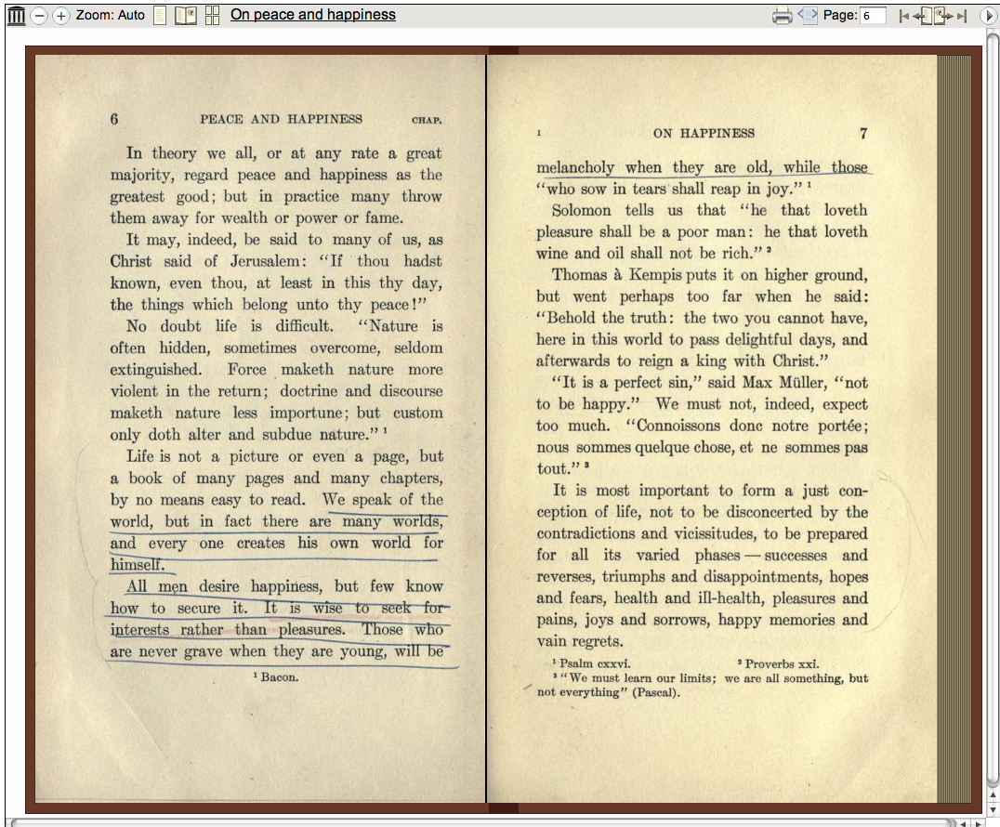 Zoom: Auto On peace and happiness Page: 6
6 PEACE AND HAPPINESS CHAP.
In theory we all, or at any rate a great
majority, regard peace and happiness as the
greatest good; but in practice many throw
them away for wealth or power or fame.
It may, indeed, be said to many of us, as
Christ said of Jerusalem: “If thou hadst
known, even thou, at least in this thy day,
the things which belong unto thy peace!”
No doubt life is difficult. “Nature is
often hidden, sometimes overcome, seldom
extinguished. Force maketh nature more
violent in the return; doctrine and discourse
maketh nature less importune; but custom
only doth alter and subdue nature.” ¹
Life is not a picture or even a page, but
a book of many pages and many chapters,
by no means easy to read. We speak of the
world, but in fact there are many worlds,
and every one creates his own world for
himself.
All men desire happiness, but few know
how to secure it. It is wise to seek for
interests rather than pleasures. Those who
are never grave when they are young, will be
¹ Bacon.
I ON HAPPINESS 7
melancholy when they are old, while those
“who sow in tears shall reap in joy.” ¹
Solomon tells us that “he that loveth
pleasure shall be a poor man: he that loveth
wine and oil shall not be rich.” ²
Thomas à Kempis puts it on higher ground,
but went perhaps too far when he said:
“Behold the truth: the two you cannot have,
here in this world to pass delightful days, and
afterwards to reign a king with Christ.”
“It is a perfect sin,” said Max Müller, “not
to be happy.” We must not, indeed, expect
too much. “Connoissons donc notre portée;
nous sommes quelque chose, et ne sommes pas
tout.” ³
It is most important to form a just con-
ception of life, not to be disconcerted by the
contradictions and vicissitudes, to be prepared
for all its varied phases — successes and
reverses, triumphs and disappointments, hopes
and fears, health and ill-health, pleasures and
pains, joys and sorrows, happy memories and
vain regrets.
¹ Psalm cxxvi. ² Proverbs xxi.
³ “We must learn our limits; we are all something, but
not everything” (Pascal).